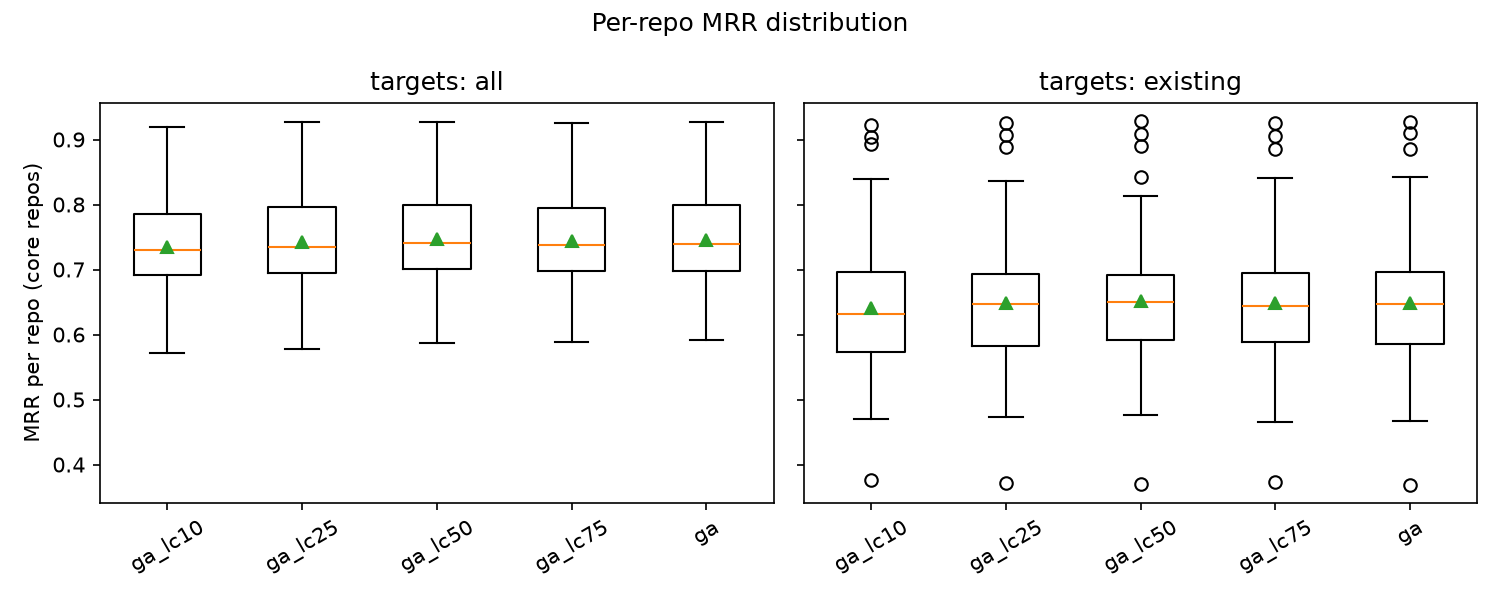 Per-repo MRR distribution
targets: all
targets: existing
MRR per repo (core repos)
0.9
0.8
0.7
0.6
0.5
0.4
ga_lc10
ga_lc25
ga_lc50
ga_lc75
ga
ga_lc10
ga_lc25
ga_lc50
ga_lc75
ga